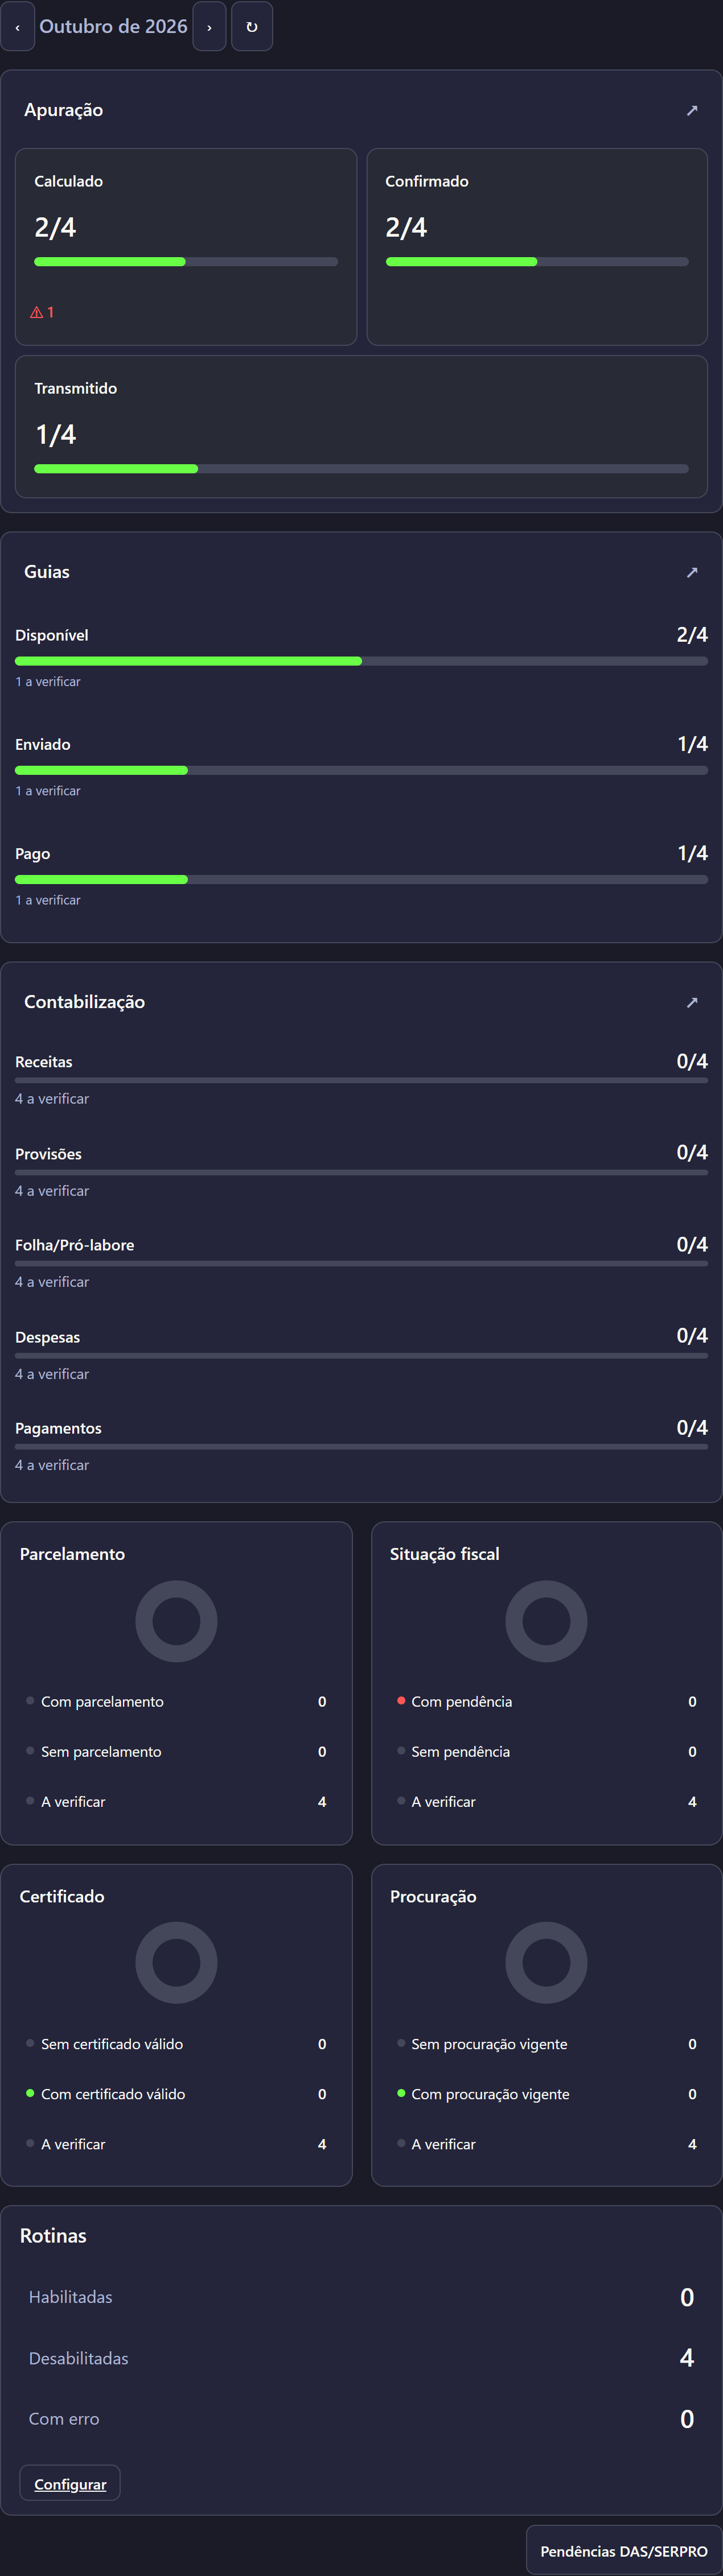 ‹ Outubro de 2026 › ↻
Apuração ↗
Calculado
2/4
⚠ 1
Confirmado
2/4
Transmitido
1/4
Guias ↗
Disponível 2/4
1 a verificar
Enviado 1/4
1 a verificar
Pago 1/4
1 a verificar
Contabilização ↗
Receitas 0/4
4 a verificar
Provisões 0/4
4 a verificar
Folha/Pró-labore 0/4
4 a verificar
Despesas 0/4
4 a verificar
Pagamentos 0/4
4 a verificar
Parcelamento
Com parcelamento 0
Sem parcelamento 0
A verificar 4
Situação fiscal
Com pendência 0
Sem pendência 0
A verificar 4
Certificado
Sem certificado válido 0
Com certificado válido 0
A verificar 4
Procuração
Sem procuração vigente 0
Com procuração vigente 0
A verificar 4
Rotinas
Habilitadas 0
Desabilitadas 4
Com erro 0
Configurar
Pendências DAS/SERPRO